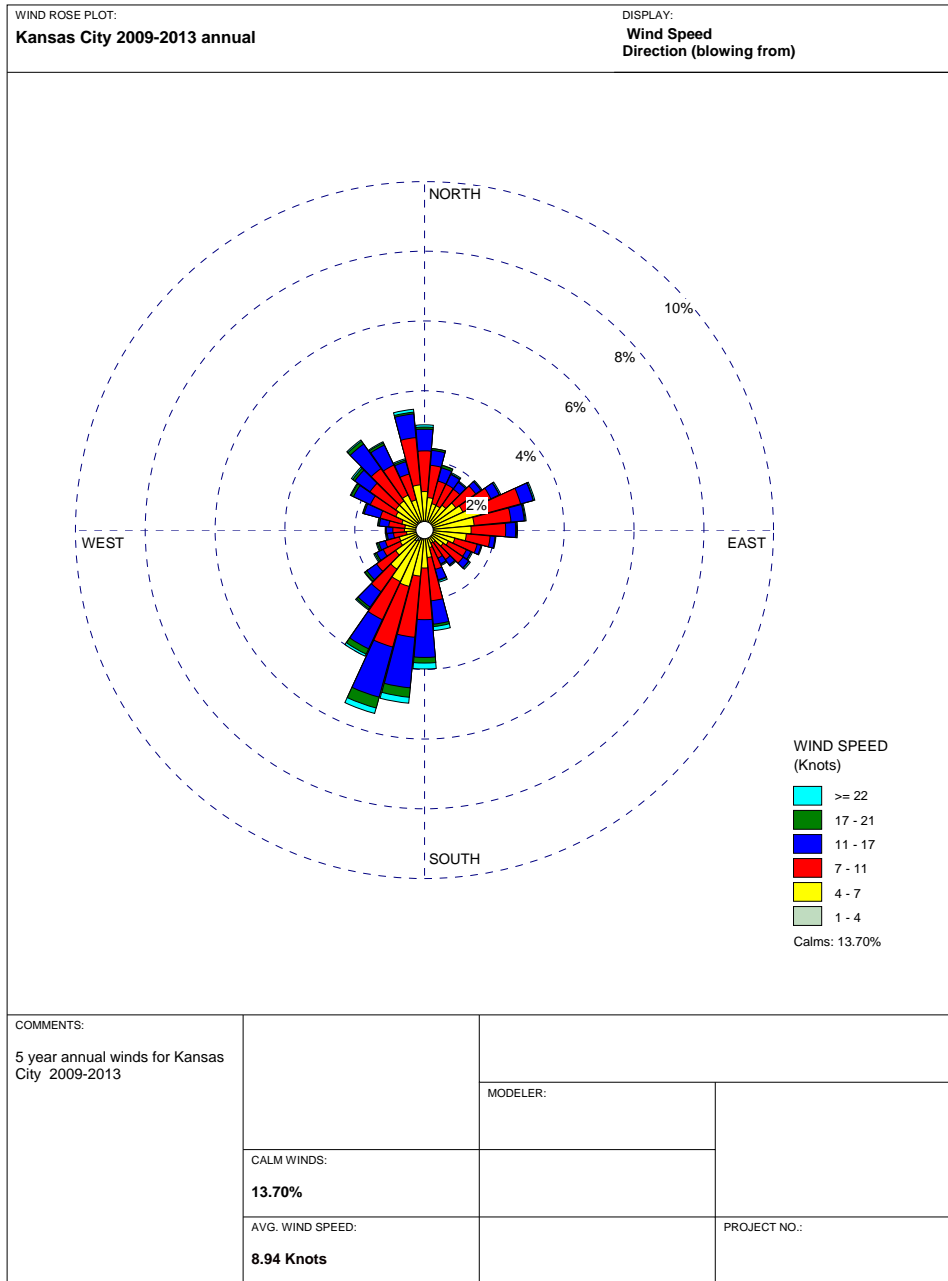 WIND ROSE PLOT:
Kansas City 2009-2013 annual
DISPLAY:
Wind Speed
Direction (blowing from)
NORTH
10%
8%
6%
4%
2%
WEST
EAST
SOUTH
WIND SPEED
(Knots)
>= 22
17 - 21
11 - 17
7 - 11
4 - 7
1 - 4
Calms: 13.70%
COMMENTS:
5 year annual winds for Kansas
City 2009-2013
MODELER:
CALM WINDS:
13.70%
AVG. WIND SPEED:
8.94 Knots
PROJECT NO.: